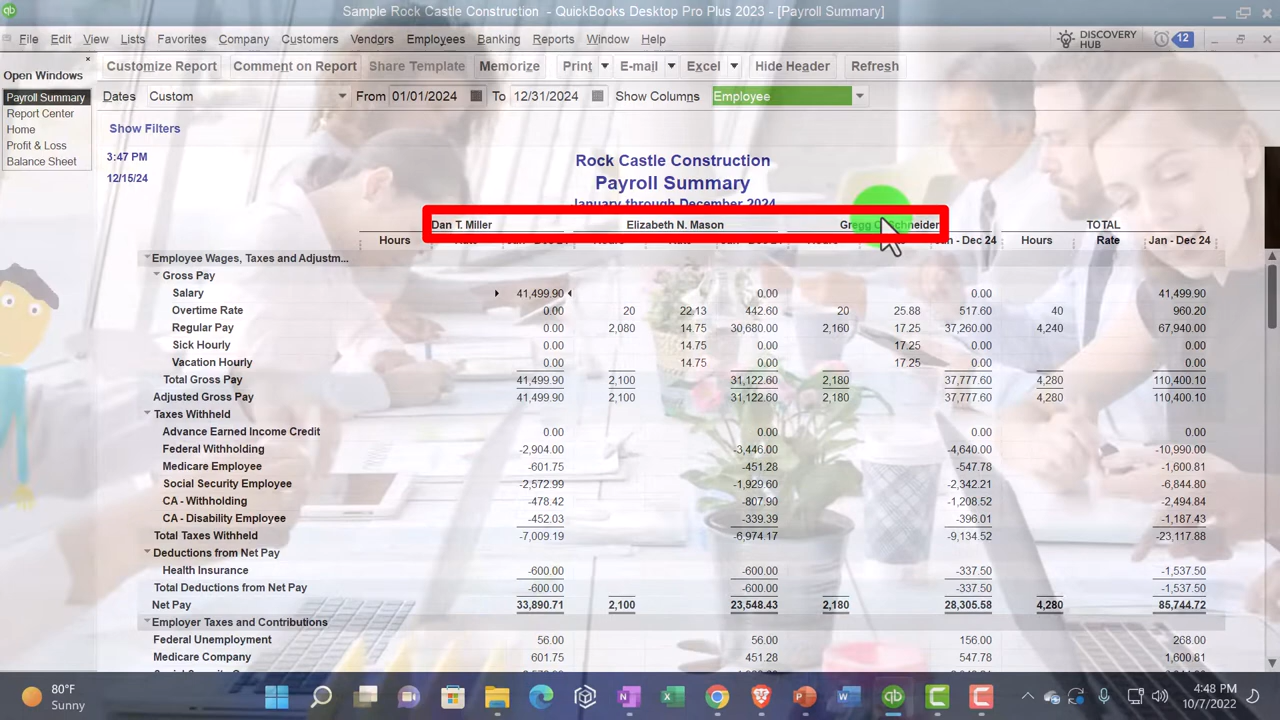 Sample Rock Castle Construction - QuickBooks Desktop Pro Plus 2023 - [Payroll Summary]
File Edit View Lists Favorites Company Customers Vendors Employees Banking Reports Window Help DISCOVERY HUB 12
Open Windows
Payroll Summary
Report Center
Home
Profit & Loss
Balance Sheet
Customize Report Comment on Report Share Template Memorize Print E-mail Excel Hide Header Refresh
Dates Custom From 01/01/2024 To 12/31/2024 Show Columns Employee
Show Filters
3:47 PM
12/15/24
Rock Castle Construction
Payroll Summary
January through December 2024
Dan T. Miller Elizabeth N. Mason Gregg Schneider TOTAL
Hours Jan - Dec 24 Hours Rate Jan - Dec 24
Employee Wages, Taxes and Adjustm...
Gross Pay
Salary 41,499.90 0.00 0.00 41,499.90
Overtime Rate 0.00 20 22.13 442.60 20 25.88 517.60 40 960.20
Regular Pay 0.00 2,080 14.75 30,680.00 2,160 17.25 37,260.00 4,240 67,940.00
Sick Hourly 0.00 14.75 0.00 17.25 0.00 0.00
Vacation Hourly 0.00 14.75 0.00 17.25 0.00 0.00
Total Gross Pay 41,499.90 2,100 31,122.60 2,180 37,777.60 4,280 110,400.10
Adjusted Gross Pay 41,499.90 2,100 31,122.60 2,180 37,777.60 4,280 110,400.10
Taxes Withheld
Advance Earned Income Credit 0.00 0.00 0.00 0.00
Federal Withholding -2,904.00 -3,446.00 -4,640.00 -10,990.00
Medicare Employee -601.75 -451.28 -547.78 -1,600.81
Social Security Employee -2,572.99 -1,929.60 -2,342.21 -6,844.80
CA - Withholding -478.42 -807.90 -1,208.52 -2,494.84
CA - Disability Employee -452.03 -339.39 -396.01 -1,187.43
Total Taxes Withheld -7,009.19 -6,974.17 -9,134.52 -23,117.88
Deductions from Net Pay
Health Insurance -600.00 -600.00 -337.50 -1,537.50
Total Deductions from Net Pay -600.00 -600.00 -337.50 -1,537.50
Net Pay 33,890.71 2,100 23,548.43 2,180 28,305.58 4,280 85,744.72
Employer Taxes and Contributions
Federal Unemployment 56.00 56.00 156.00 268.00
Medicare Company 601.75 451.28 547.78 1,600.81
80°F
Sunny
4:48 PM
10/7/2022